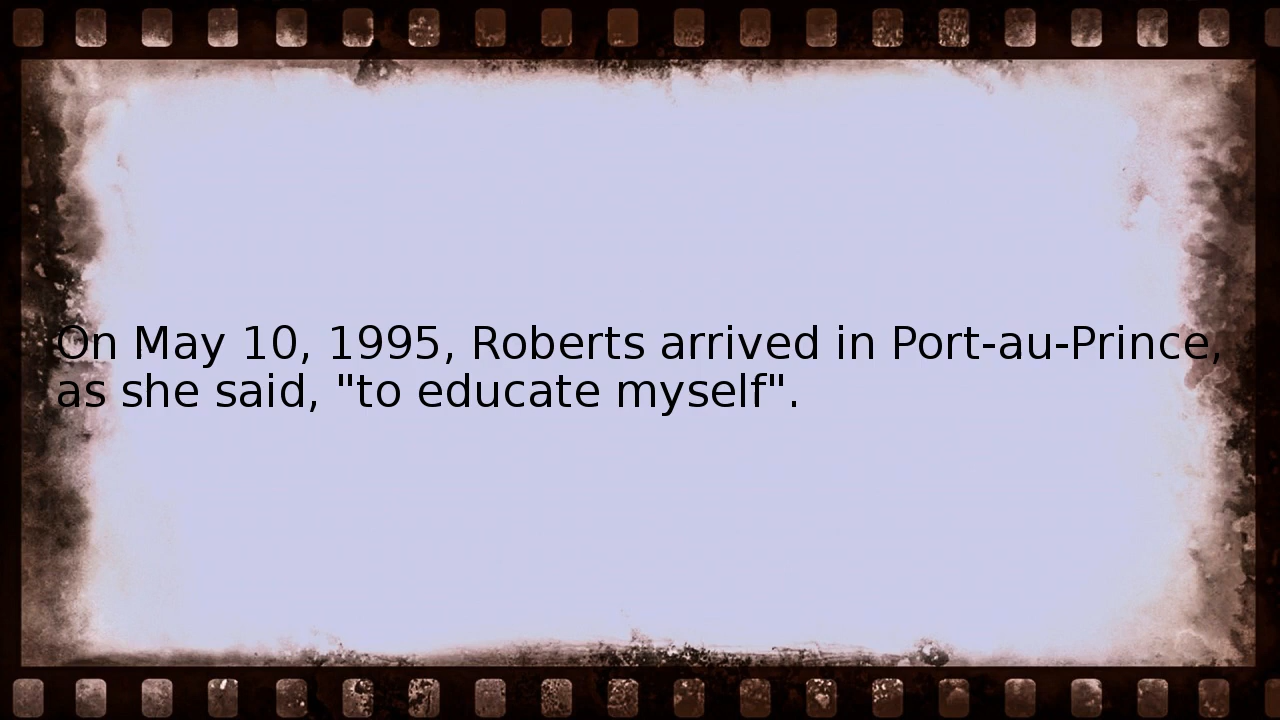 On May 10, 1995, Roberts arrived in Port-au-Prince,
as she said, "to educate myself".